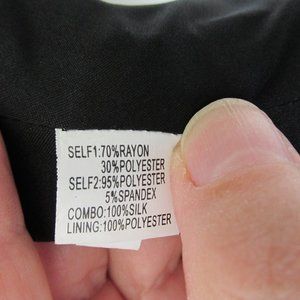 SELF1:70%RAYON
30%POLYESTER
SELF2:95%POLYESTER
5%SPANDEX
COMBO:100%SILK
LINING:100%POLYESTER